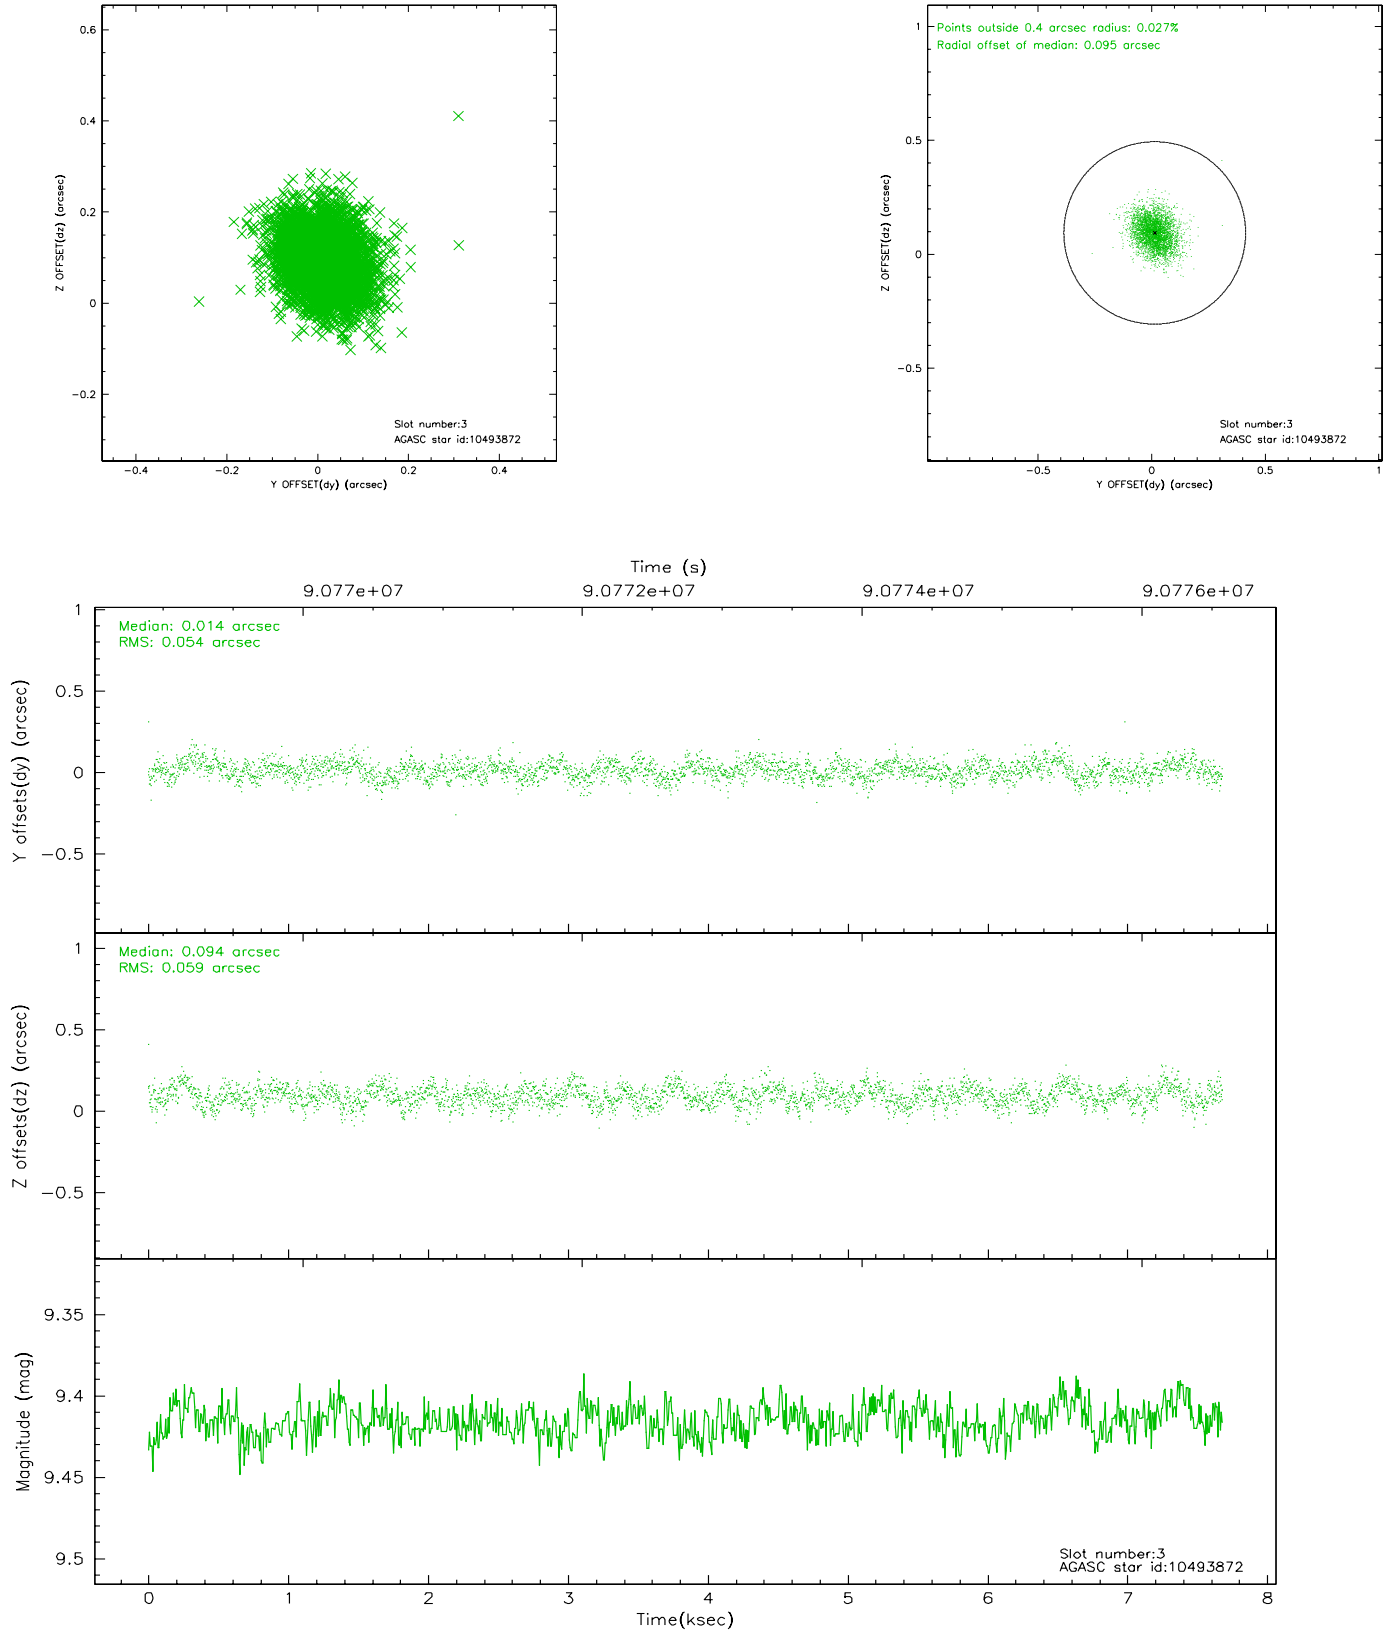 0.6
0.4
0.2
0
−0.2
Z OFFSET(dz) (arcsec)
Slot number:3
AGASC star id:10493872
−0.4 −0.2 0 0.2 0.4
Y OFFSET(dy) (arcsec)
Points outside 0.4 arcsec radius: 0.027%
Radial offset of median: 0.095 arcsec
1
0.5
0
−0.5
Z OFFSET(dz) (arcsec)
Slot number:3
AGASC star id:10493872
−0.5 0 0.5 1
Y OFFSET(dy) (arcsec)
Time (s)
9.077e+07 9.0772e+07 9.0774e+07 9.0776e+07
Median: 0.014 arcsec
RMS: 0.054 arcsec
1
0.5
0
−0.5
Y offsets(dy) (arcsec)
Median: 0.094 arcsec
RMS: 0.059 arcsec
1
0.5
0
−0.5
Z offsets(dz) (arcsec)
9.35
9.4
9.45
9.5
Magnitude (mag)
Slot number:3
AGASC star id:10493872
0 1 2 3 4 5 6 7 8
Time(ksec)